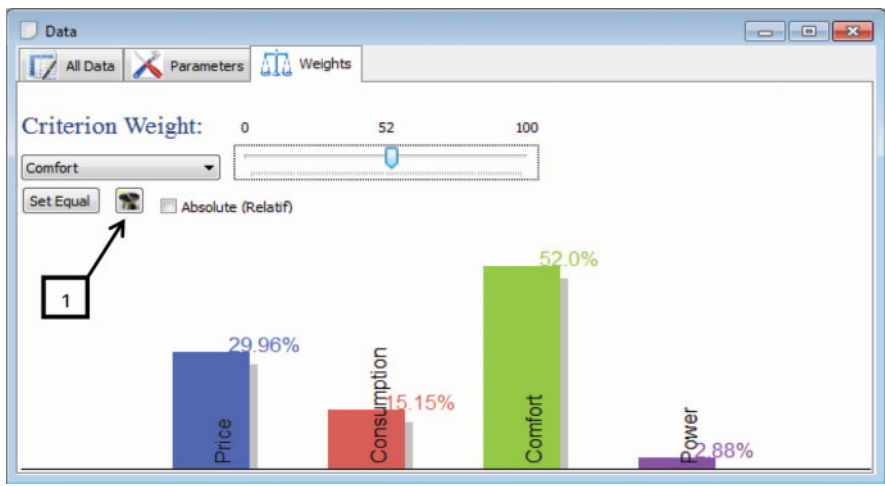 Data
All Data Parameters Weights
Criterion Weight: 0 52 100
Comfort
Set Equal Absolute (Relatif)
1
52.0%
29.96%
15.15%
2.88%
Price
Consumption
Comfort
Power